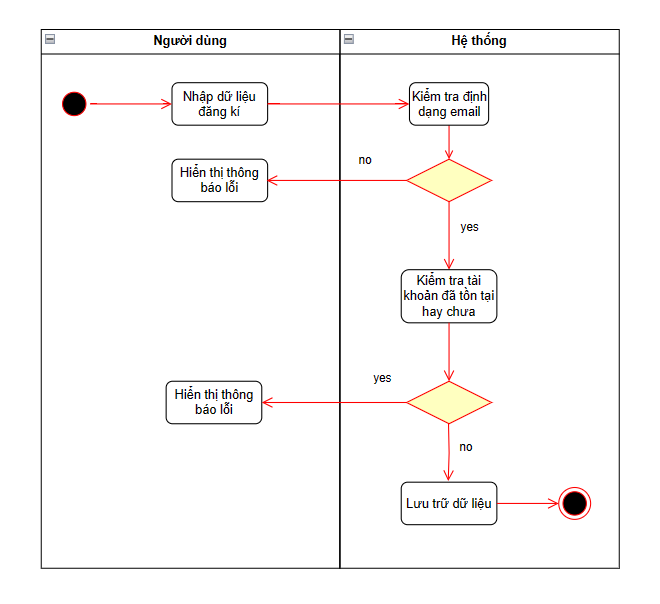 Người dùng
Hệ thống
Nhập dữ liệu
đăng kí
Kiểm tra định
dạng email
no
Hiển thị thông
báo lỗi
yes
Kiểm tra tài
khoản đã tồn tại
hay chưa
yes
Hiển thị thông
báo lỗi
no
Lưu trữ dữ liệu